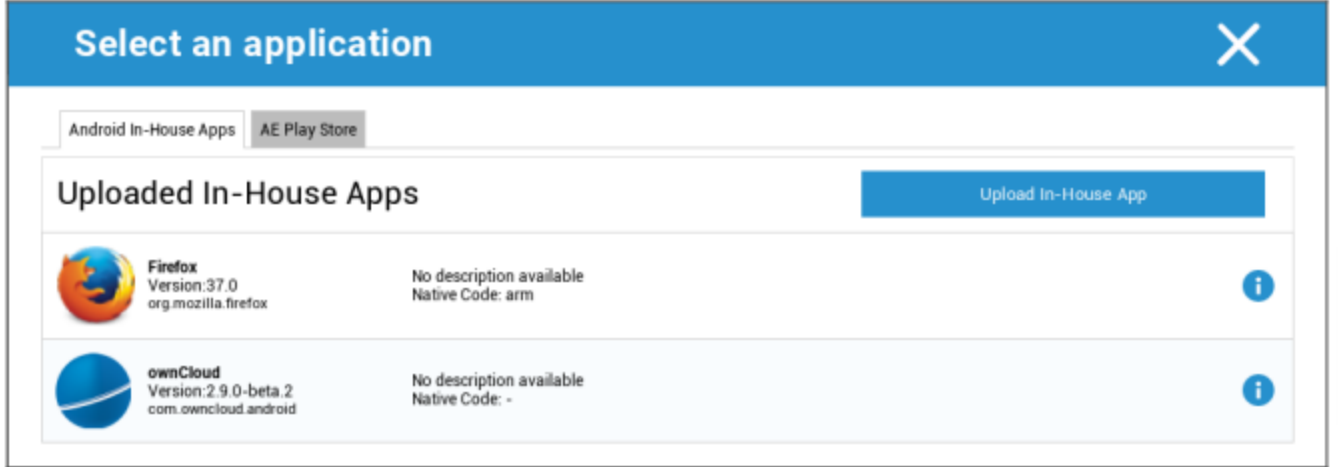 Select an application
Android In-House Apps
AE Play Store
Uploaded In-House Apps
Upload In-House App
Firefox
Version:37.0
org.mozilla.firefox
No description available
Native Code: arm
ownCloud
Version:2.9.0-beta.2
com.owncloud.android
No description available
Native Code: -